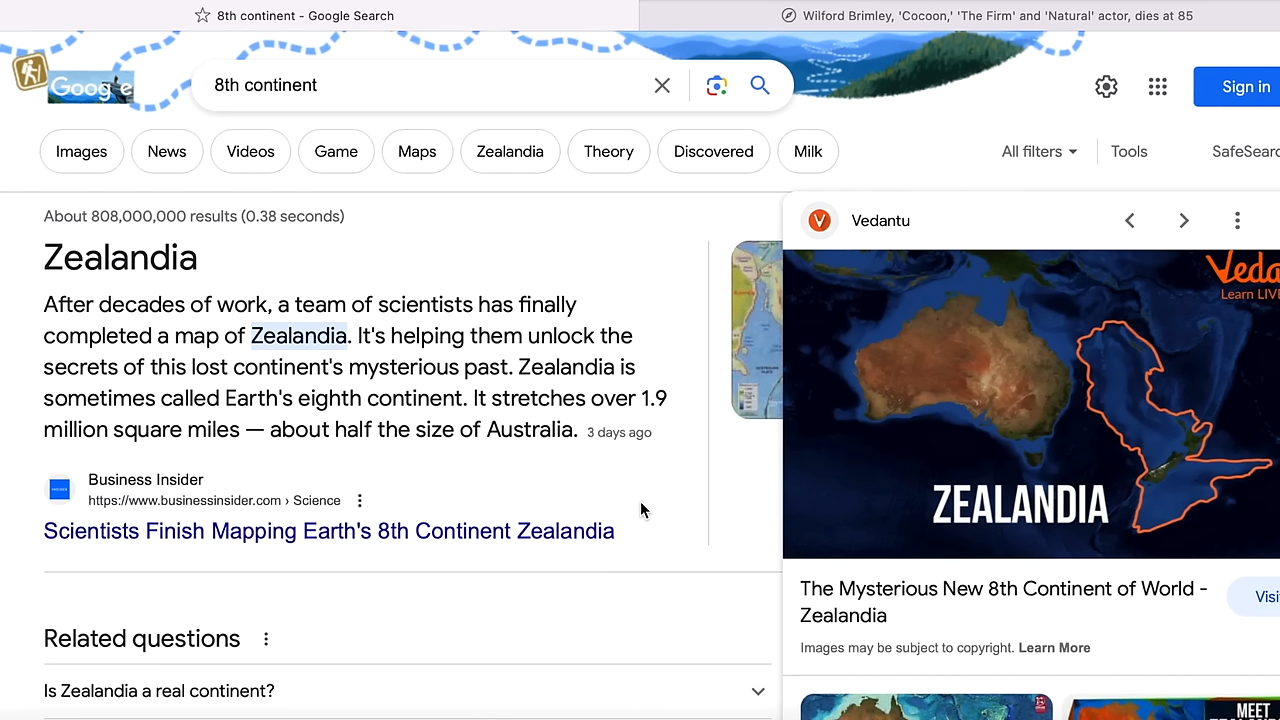 8th continent - Google Search
Wilford Brimley, 'Cocoon,' 'The Firm' and 'Natural' actor, dies at 85
8th continent
Sign in
Images
News
Videos
Game
Maps
Zealandia
Theory
Discovered
Milk
All filters
Tools
About 808,000,000 results (0.38 seconds)
Zealandia
After decades of work, a team of scientists has finally
completed a map of Zealandia. It's helping them unlock the
secrets of this lost continent's mysterious past. Zealandia is
sometimes called Earth's eighth continent. It stretches over 1.9
million square miles — about half the size of Australia. 3 days ago
Business Insider
https://www.businessinsider.com › Science
Scientists Finish Mapping Earth's 8th Continent Zealandia
Related questions
Is Zealandia a real continent?
Vedantu
ZEALANDIA
The Mysterious New 8th Continent of World -
Zealandia
Images may be subject to copyright. Learn More
MEET